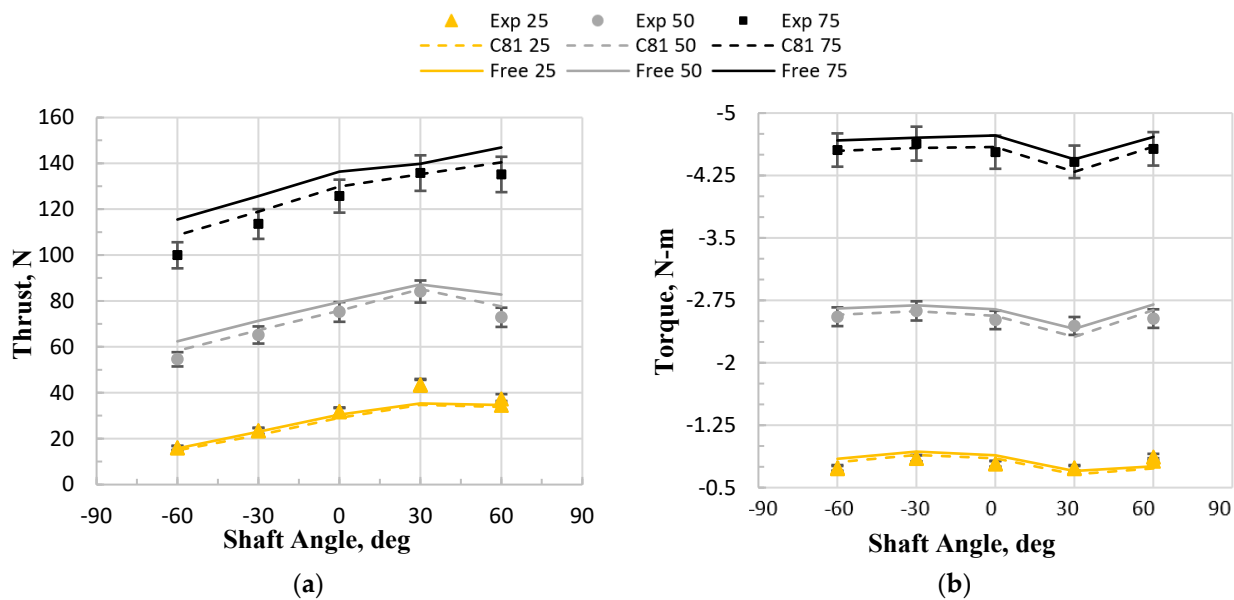 Exp 25 Exp 50 Exp 75
C81 25 C81 50 C81 75
Free 25 Free 50 Free 75
160
140
120
100
80
60
40
20
0
Thrust, N
-90 -60 -30 0 30 60 90
Shaft Angle, deg
(a)
-5
-4.25
-3.5
-2.75
-2
-1.25
-0.5
Torque, N-m
-90 -60 -30 0 30 60 90
Shaft Angle, deg
(b)